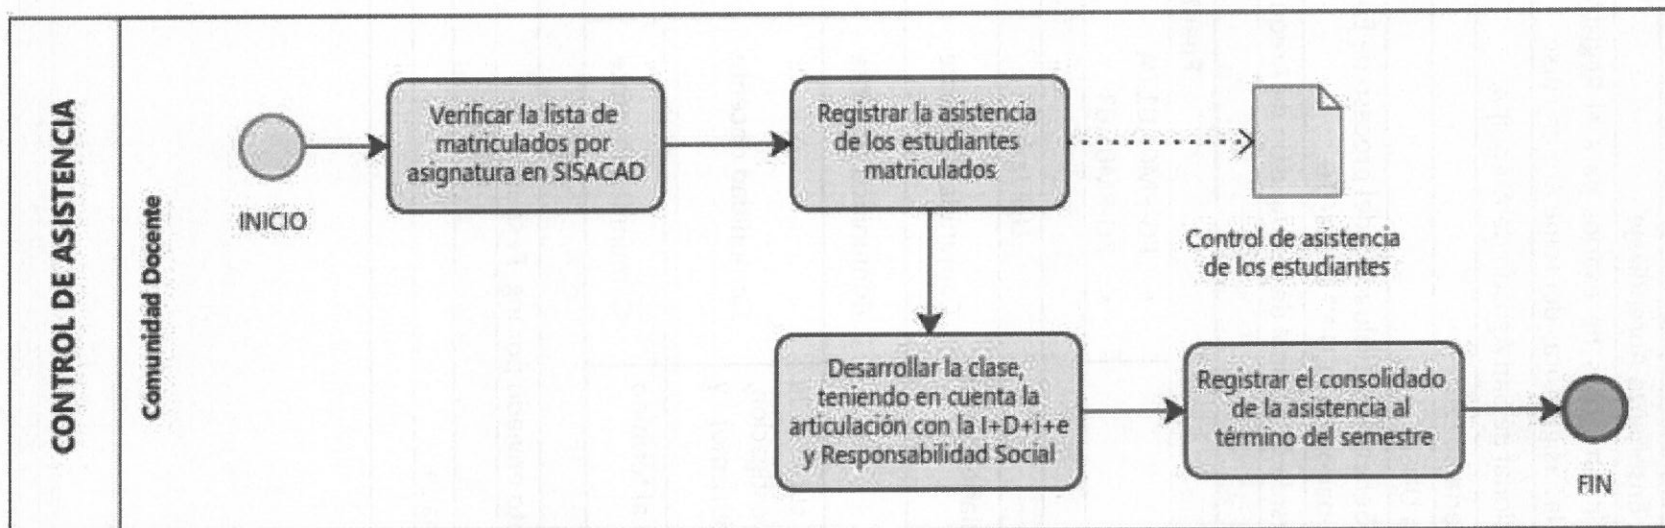 CONTROL DE ASISTENCIA
Comunidad Docente
INICIO
Verificar la lista de
matriculados por
asignatura en SISACAD
Registrar la asistencia
de los estudiantes
matriculados
Control de asistencia
de los estudiantes
Desarrollar la clase,
teniendo en cuenta la
articulación con la I+D+i+e
y Responsabilidad Social
Registrar el consolidado
de la asistencia al
término del semestre
FIN